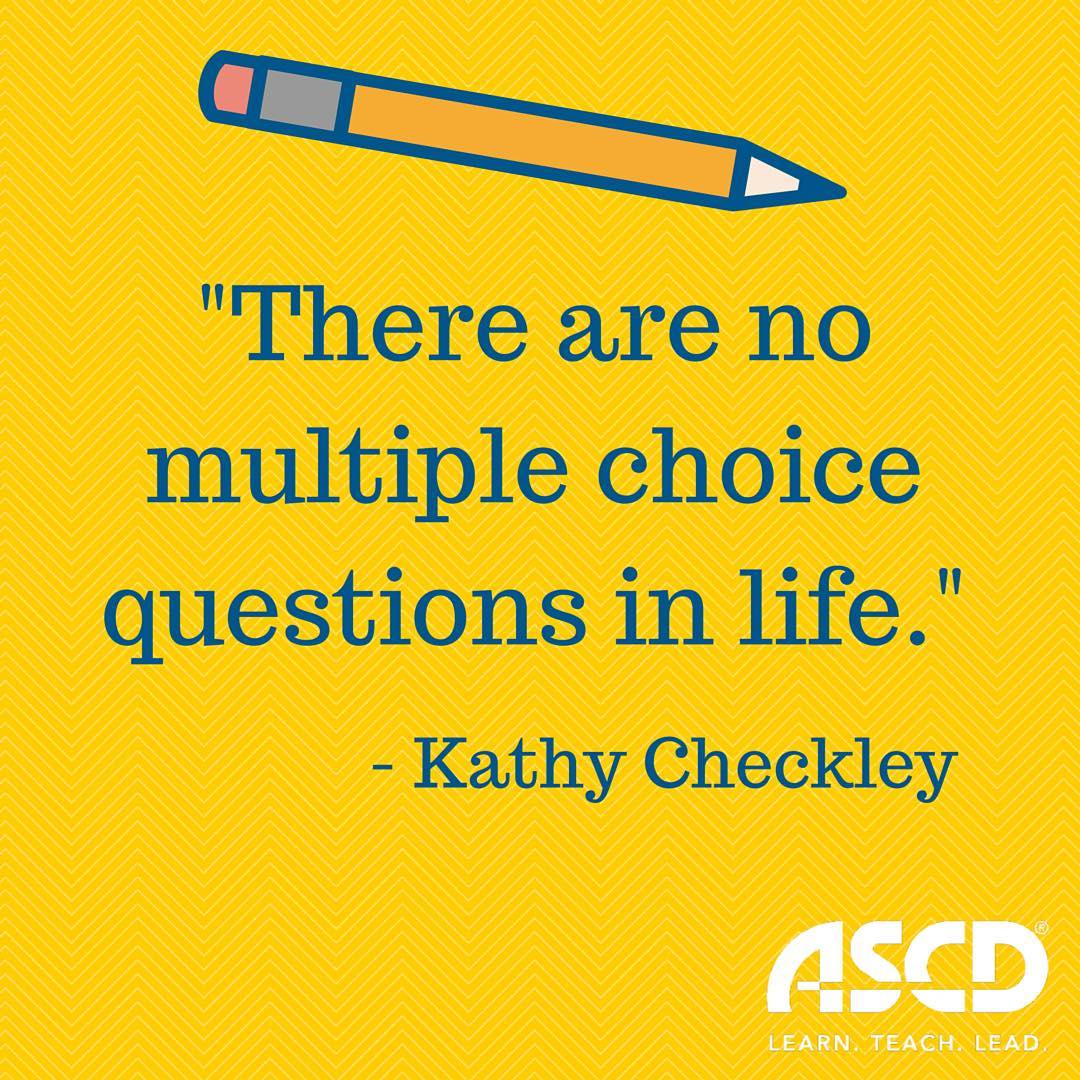 "There are no
multiple choice
questions in life."
- Kathy Checkley
ASCD®
LEARN. TEACH. LEAD.